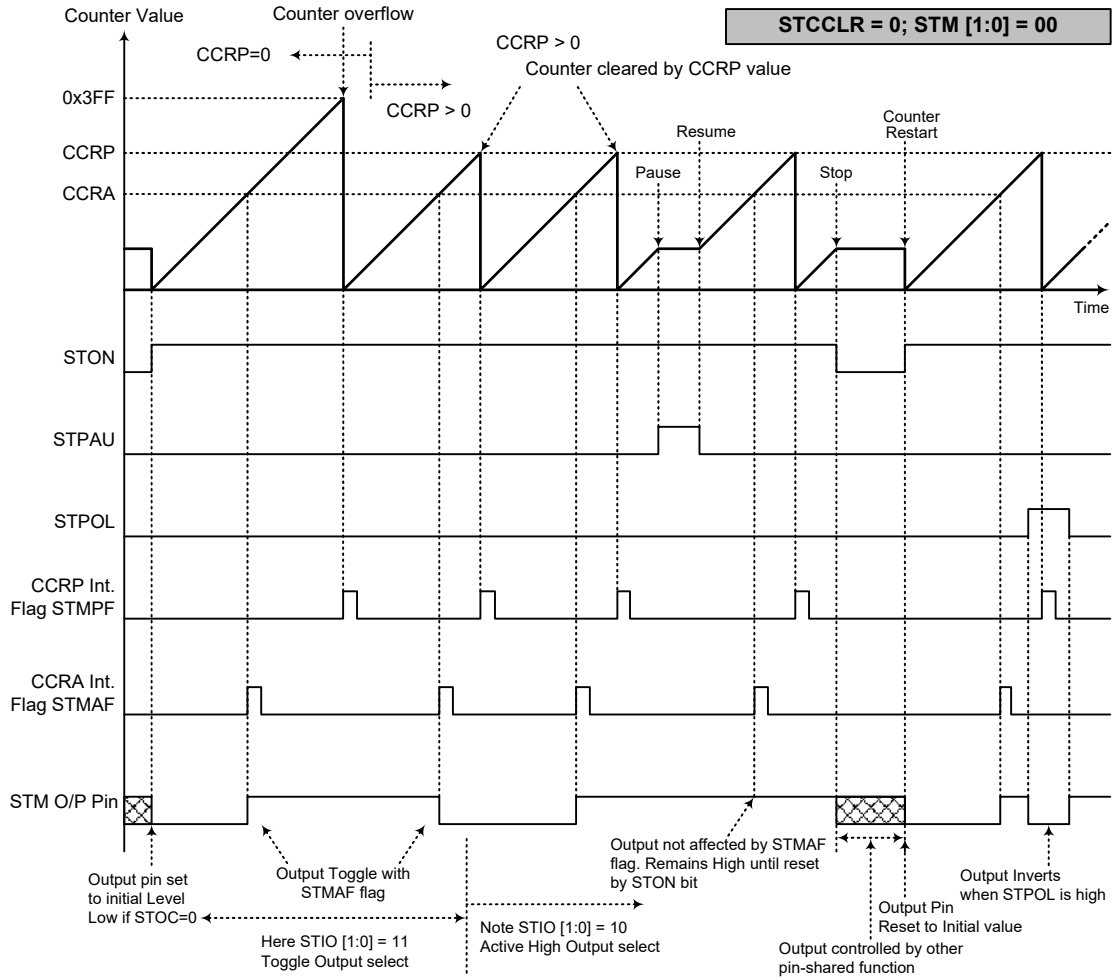 Counter Value
Counter overflow
STCCLR = 0; STM [1:0] = 00
CCRP=0
CCRP > 0
CCRP > 0
Counter cleared by CCRP value
0x3FF
CCRP
CCRA
Pause
Resume
Stop
Counter
Restart
Time
STON
STPAU
STPOL
CCRP Int.
Flag STMPF
CCRA Int.
Flag STMAF
STM O/P Pin
Output pin set
to initial Level
Low if STOC=0
Output Toggle with
STMAF flag
Here STIO [1:0] = 11
Toggle Output select
Note STIO [1:0] = 10
Active High Output select
Output not affected by STMAF
flag. Remains High until reset
by STON bit
Output controlled by other
pin-shared function
Output Pin
Reset to Initial value
Output Inverts
when STPOL is high